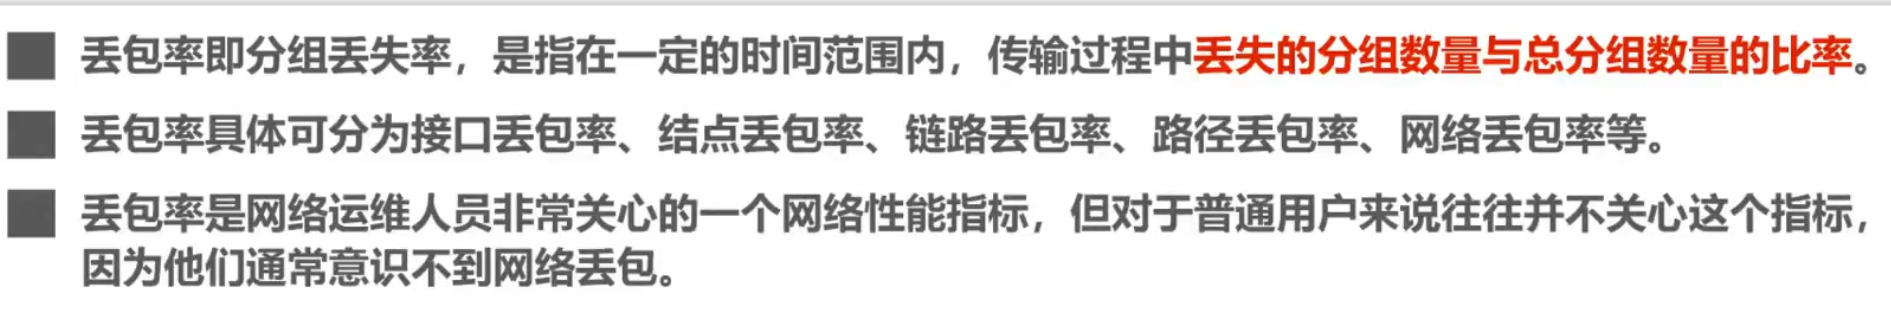 丢包率即分组丢失率，是指在一定的时间范围内，传输过程中丢失的分组数量与总分组数量的比率。
丢包率具体可分为接口丢包率、结点丢包率、链路丢包率、路径丢包率、网络丢包率等。
丢包率是网络运维人员非常关心的一个网络性能指标，但对于普通用户来说往往并不关心这个指标，
因为他们通常意识不到网络丢包。